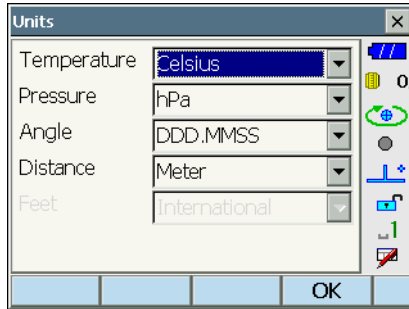 Units
Temperature Celsius
Pressure hPa
Angle DDD.MMSS
Distance Meter
Feet International
0
1
OK